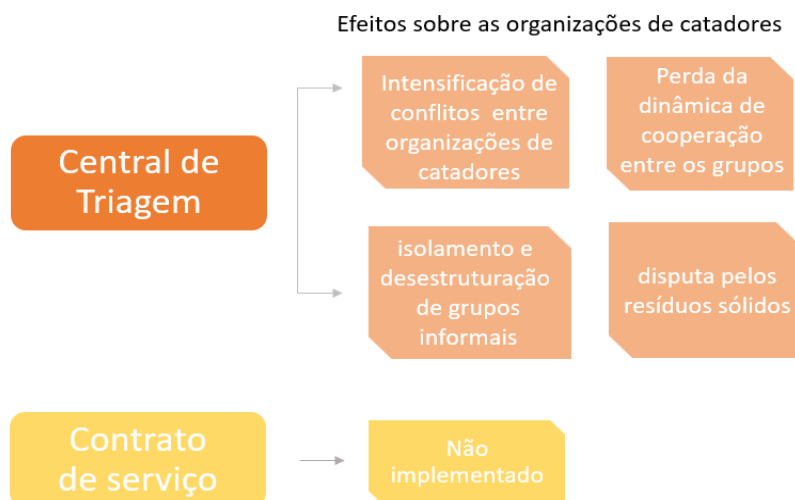 Efeitos sobre as organizações de catadores
Central de
Triagem
Intensificação de
conflitos entre
organizações de
catadores
Perda da
dinâmica de
cooperação
entre os grupos
isolamento e
desestruturação
de grupos
informais
disputa pelos
resíduos sólidos
Contrato
de serviço
Não
implementado